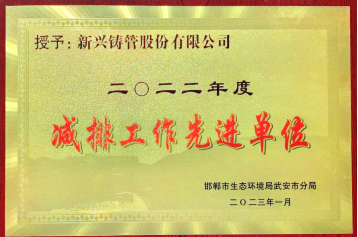 授予：新兴铸管股份有限公司
二〇二二年度
减排工作先进单位
邯郸市生态环境局武安市分局
二〇二三年一月